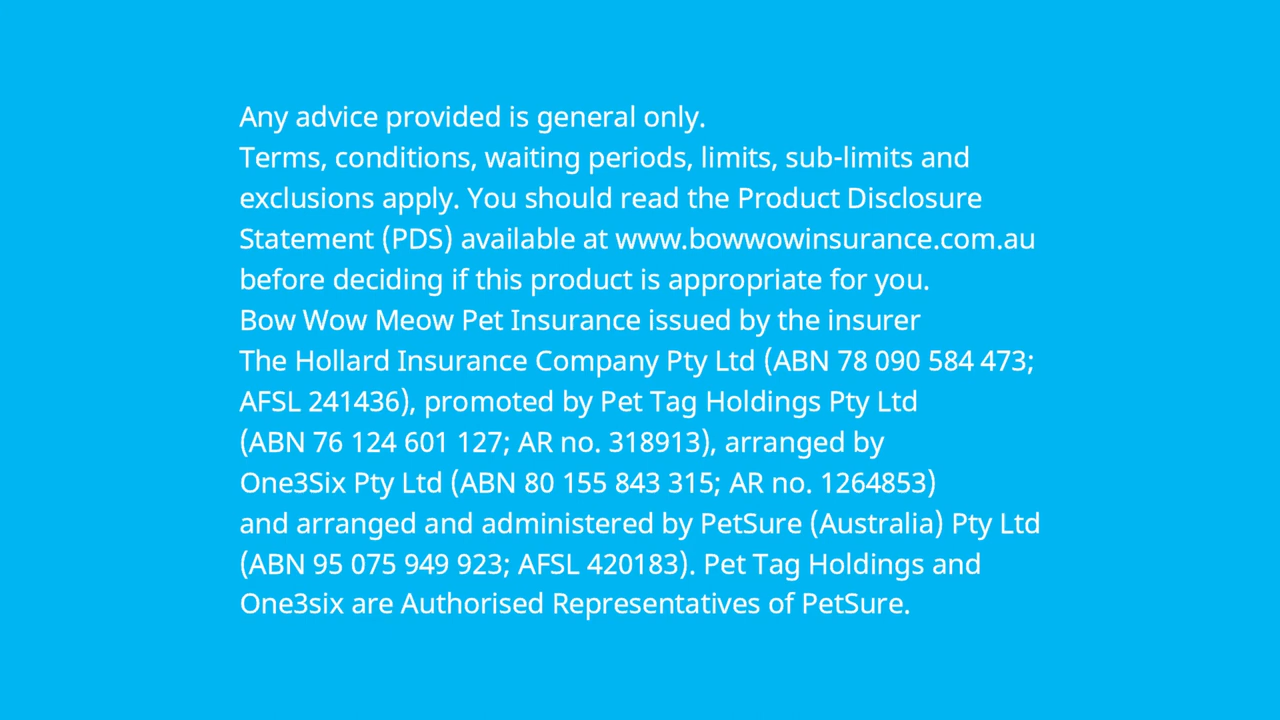 Any advice provided is general only.
Terms, conditions, waiting periods, limits, sub-limits and
exclusions apply. You should read the Product Disclosure
Statement (PDS) available at www.bowwowinsurance.com.au
before deciding if this product is appropriate for you.
Bow Wow Meow Pet Insurance issued by the insurer
The Hollard Insurance Company Pty Ltd (ABN 78 090 584 473;
AFSL 241436), promoted by Pet Tag Holdings Pty Ltd
(ABN 76 124 601 127; AR no. 318913), arranged by
One3Six Pty Ltd (ABN 80 155 843 315; AR no. 1264853)
and arranged and administered by PetSure (Australia) Pty Ltd
(ABN 95 075 949 923; AFSL 420183). Pet Tag Holdings and
One3six are Authorised Representatives of PetSure.